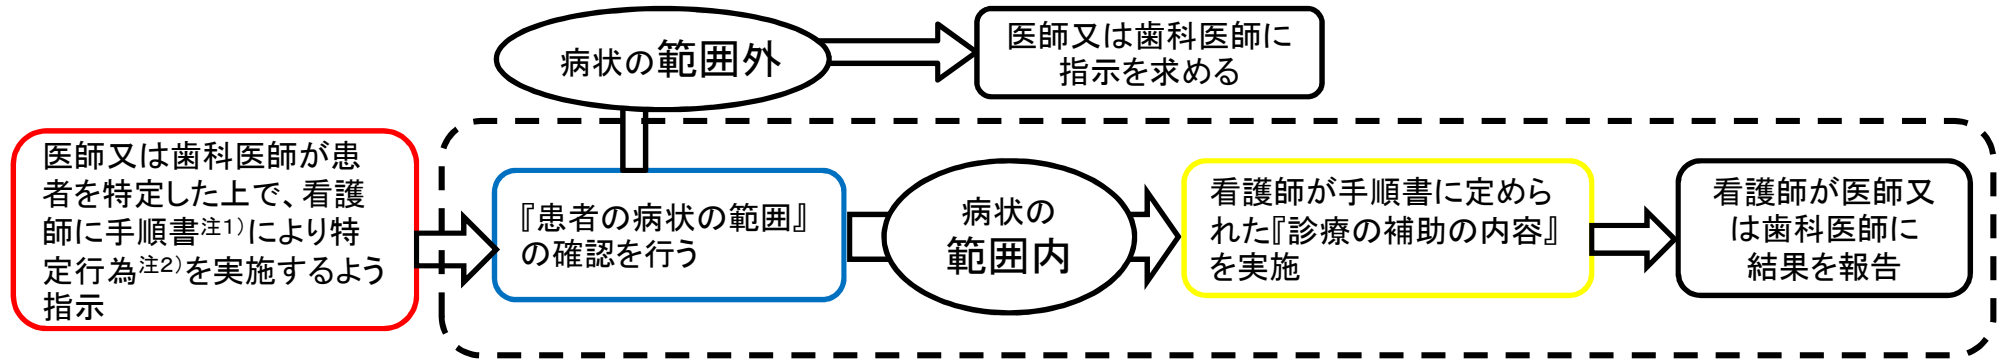 病状の範囲外
医師又は歯科医師に
指示を求める
医師又は歯科医師が患
者を特定した上で、看護
師に手順書注1)により特
定行為注2)を実施するよう
指示
『患者の病状の範囲』
の確認を行う
病状の
範囲内
看護師が手順書に定めら
れた『診療の補助の内容』
を実施
看護師が医師又
は歯科医師に
結果を報告